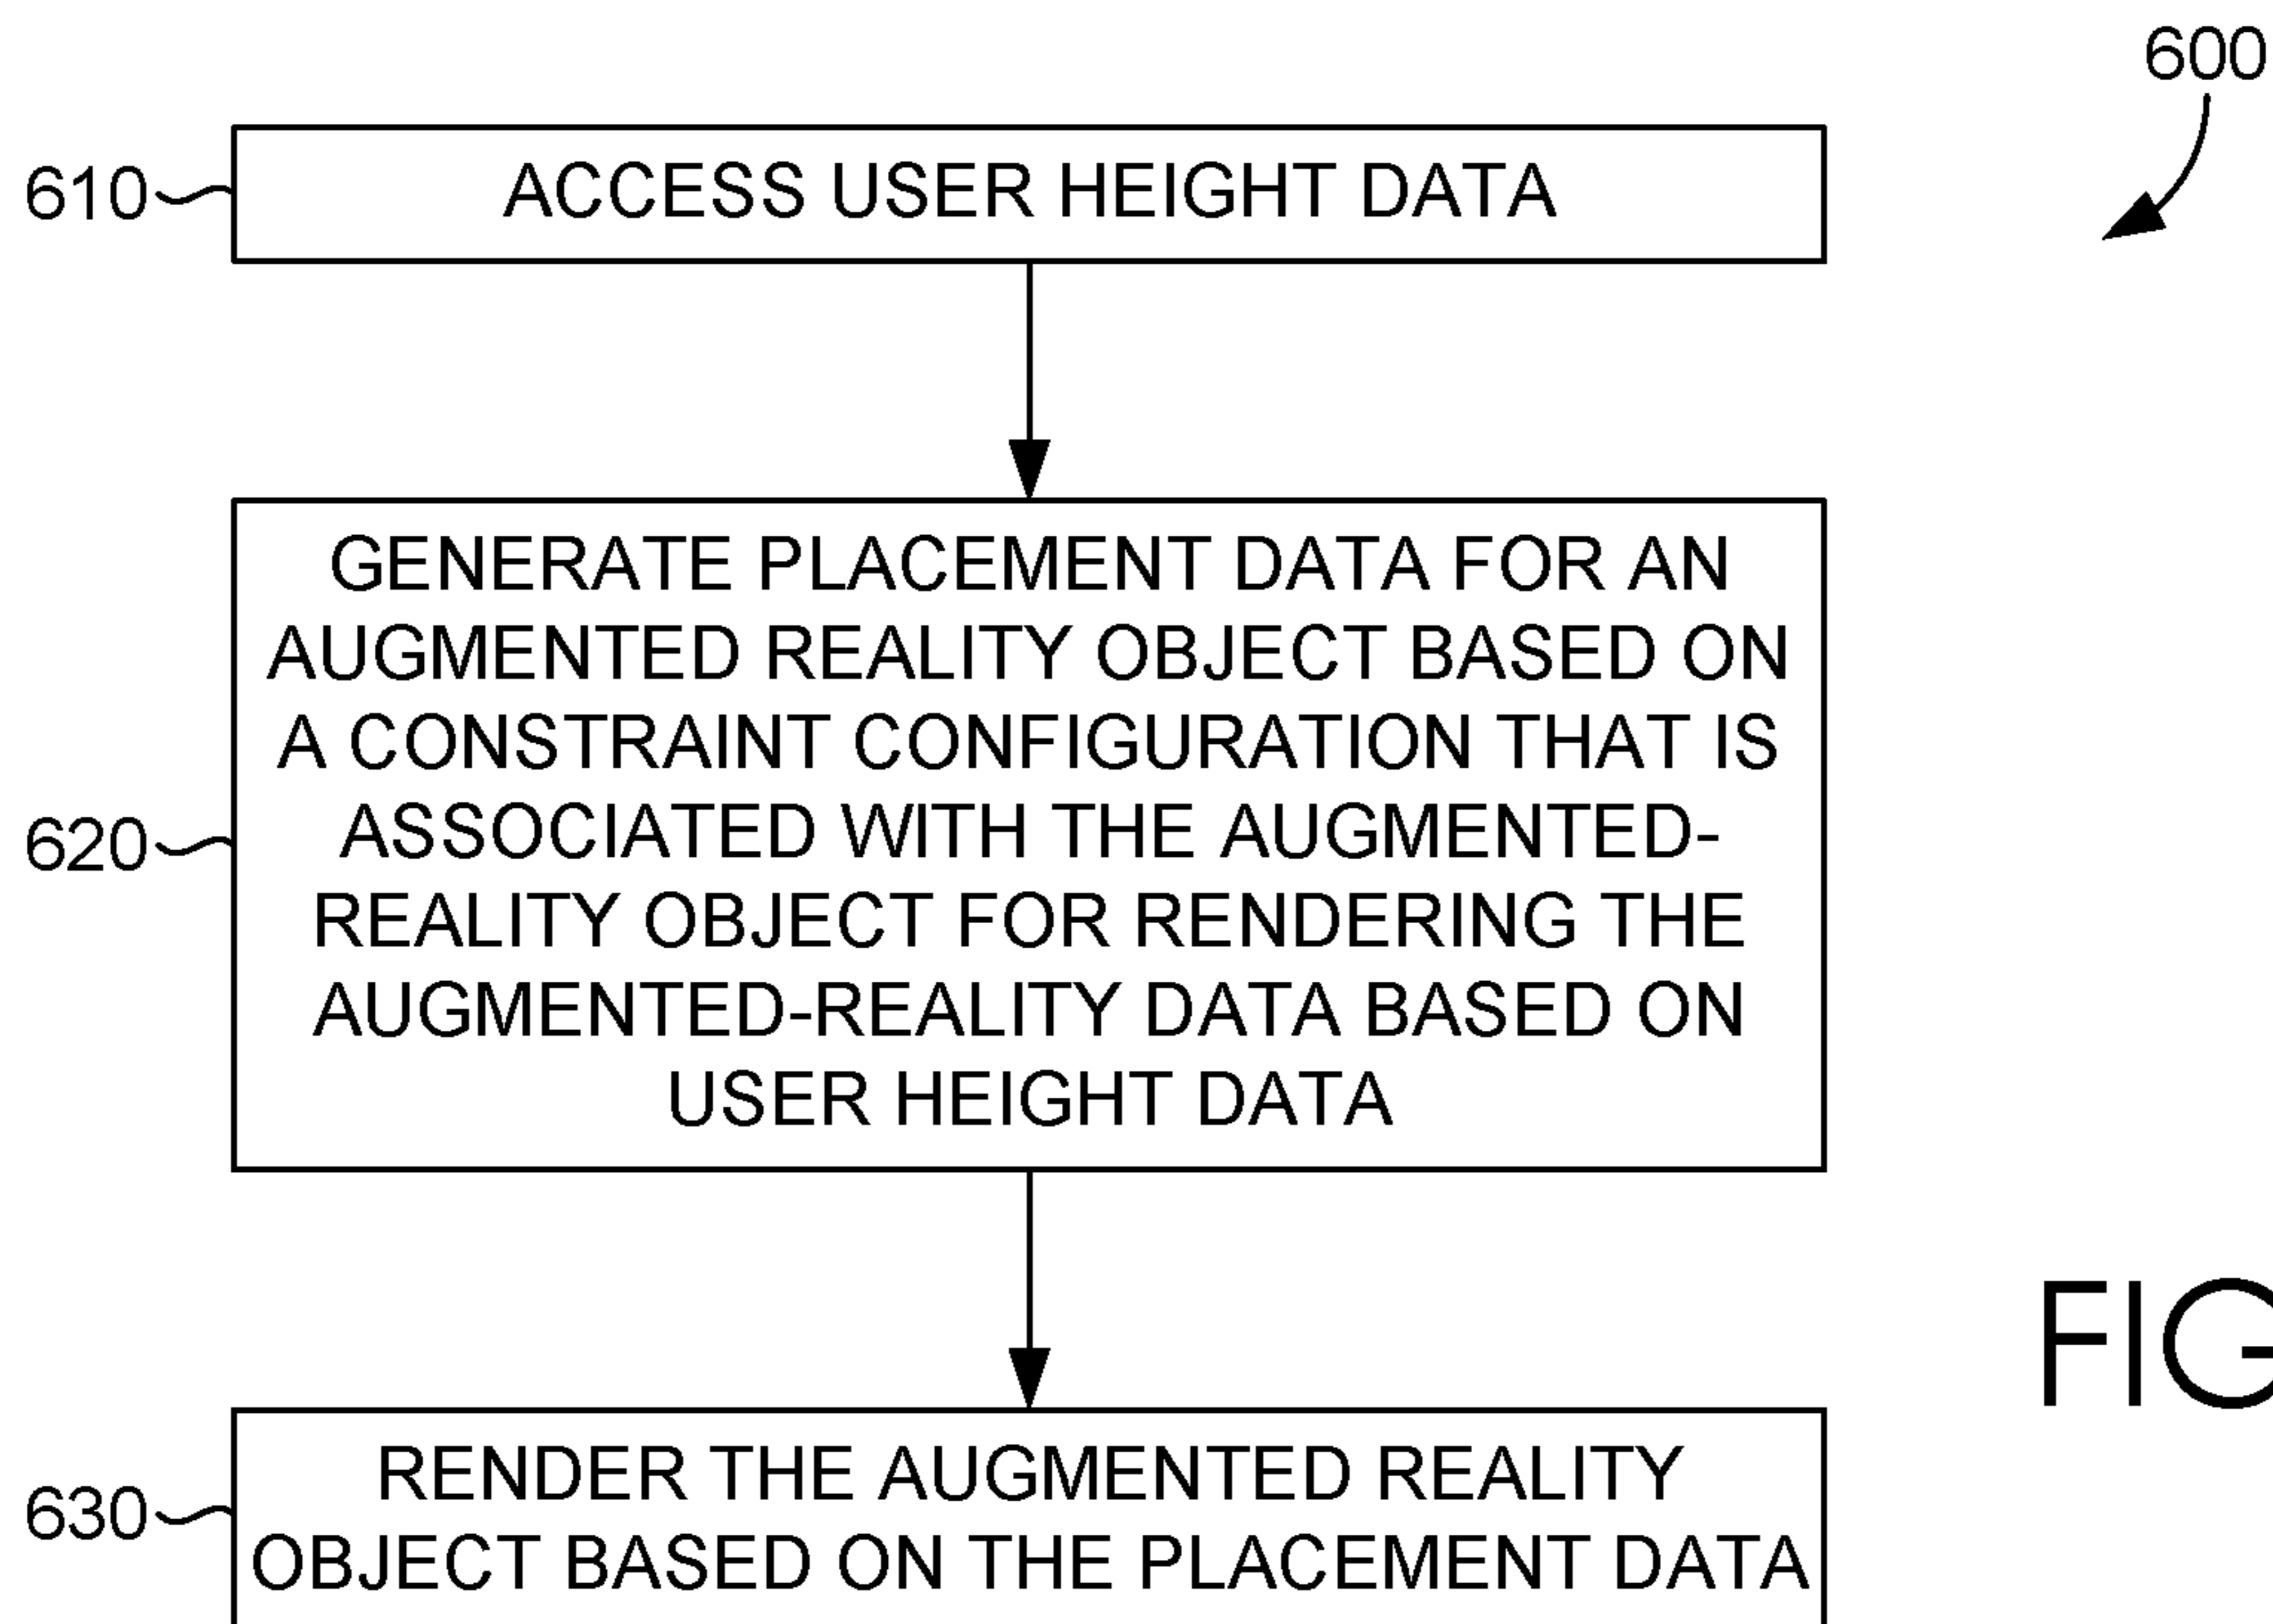 600
610
ACCESS USER HEIGHT DATA
620
GENERATE PLACEMENT DATA FOR AN
AUGMENTED REALITY OBJECT BASED ON
A CONSTRAINT CONFIGURATION THAT IS
ASSOCIATED WITH THE AUGMENTED-
REALITY OBJECT FOR RENDERING THE
AUGMENTED-REALITY DATA BASED ON
USER HEIGHT DATA
630
RENDER THE AUGMENTED REALITY
OBJECT BASED ON THE PLACEMENT DATA
FIG